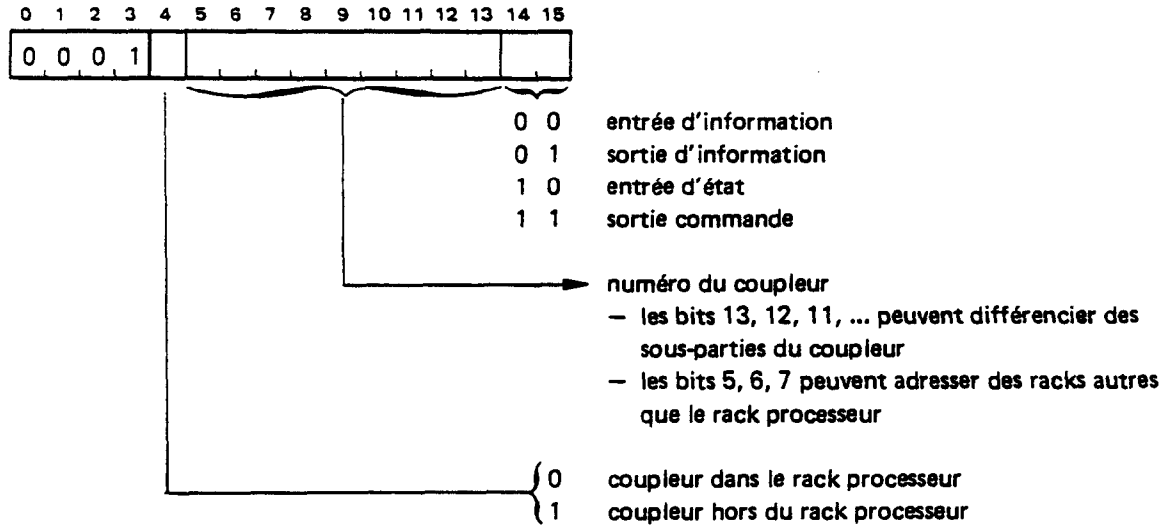 0 1 2 3 4 5 6 7 8 9 10 11 12 13 14 15
0 0 0 1
0 0 entrée d'information
0 1 sortie d'information
1 0 entrée d'état
1 1 sortie commande
numéro du coupleur
– les bits 13, 12, 11, ... peuvent différencier des
sous-parties du coupleur
– les bits 5, 6, 7 peuvent adresser des racks autres
que le rack processeur
0 coupleur dans le rack processeur
1 coupleur hors du rack processeur